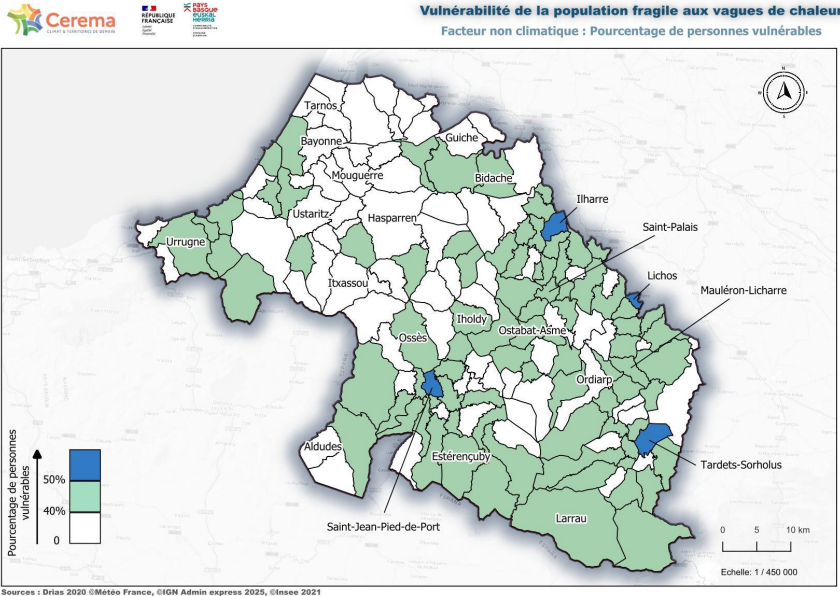 Cerema
CLIMAT & TERRITOIRES DE DEMAIN
RÉPUBLIQUE
FRANÇAISE
PAYS
BASQUE
EUSKAL
HERRIA
Vulnérabilité de la population fragile aux vagues de chaleur
Facteur non climatique : Pourcentage de personnes vulnérables
Tarnos
Bayonne
Guiche
Mouguerre
Bidache
Ilharre
Ustaritz
Hasparren
Saint-Palais
Urrugne
Lichos
Itxassou
Mauléron-Licharre
Iholdy
Ostabat-Asme
Ossès
Ordiarp
Aldudes
Estérençuby
Tardets-Sorholus
Saint-Jean-Pied-de-Port
Larrau
Pourcentage de personnes
vulnérables
50%
40%
0
N
0 5 10 km
Echelle: 1 / 450 000
Sources : Drias 2020 ©Météo France, ©IGN Admin express 2025, ©Insee 2021